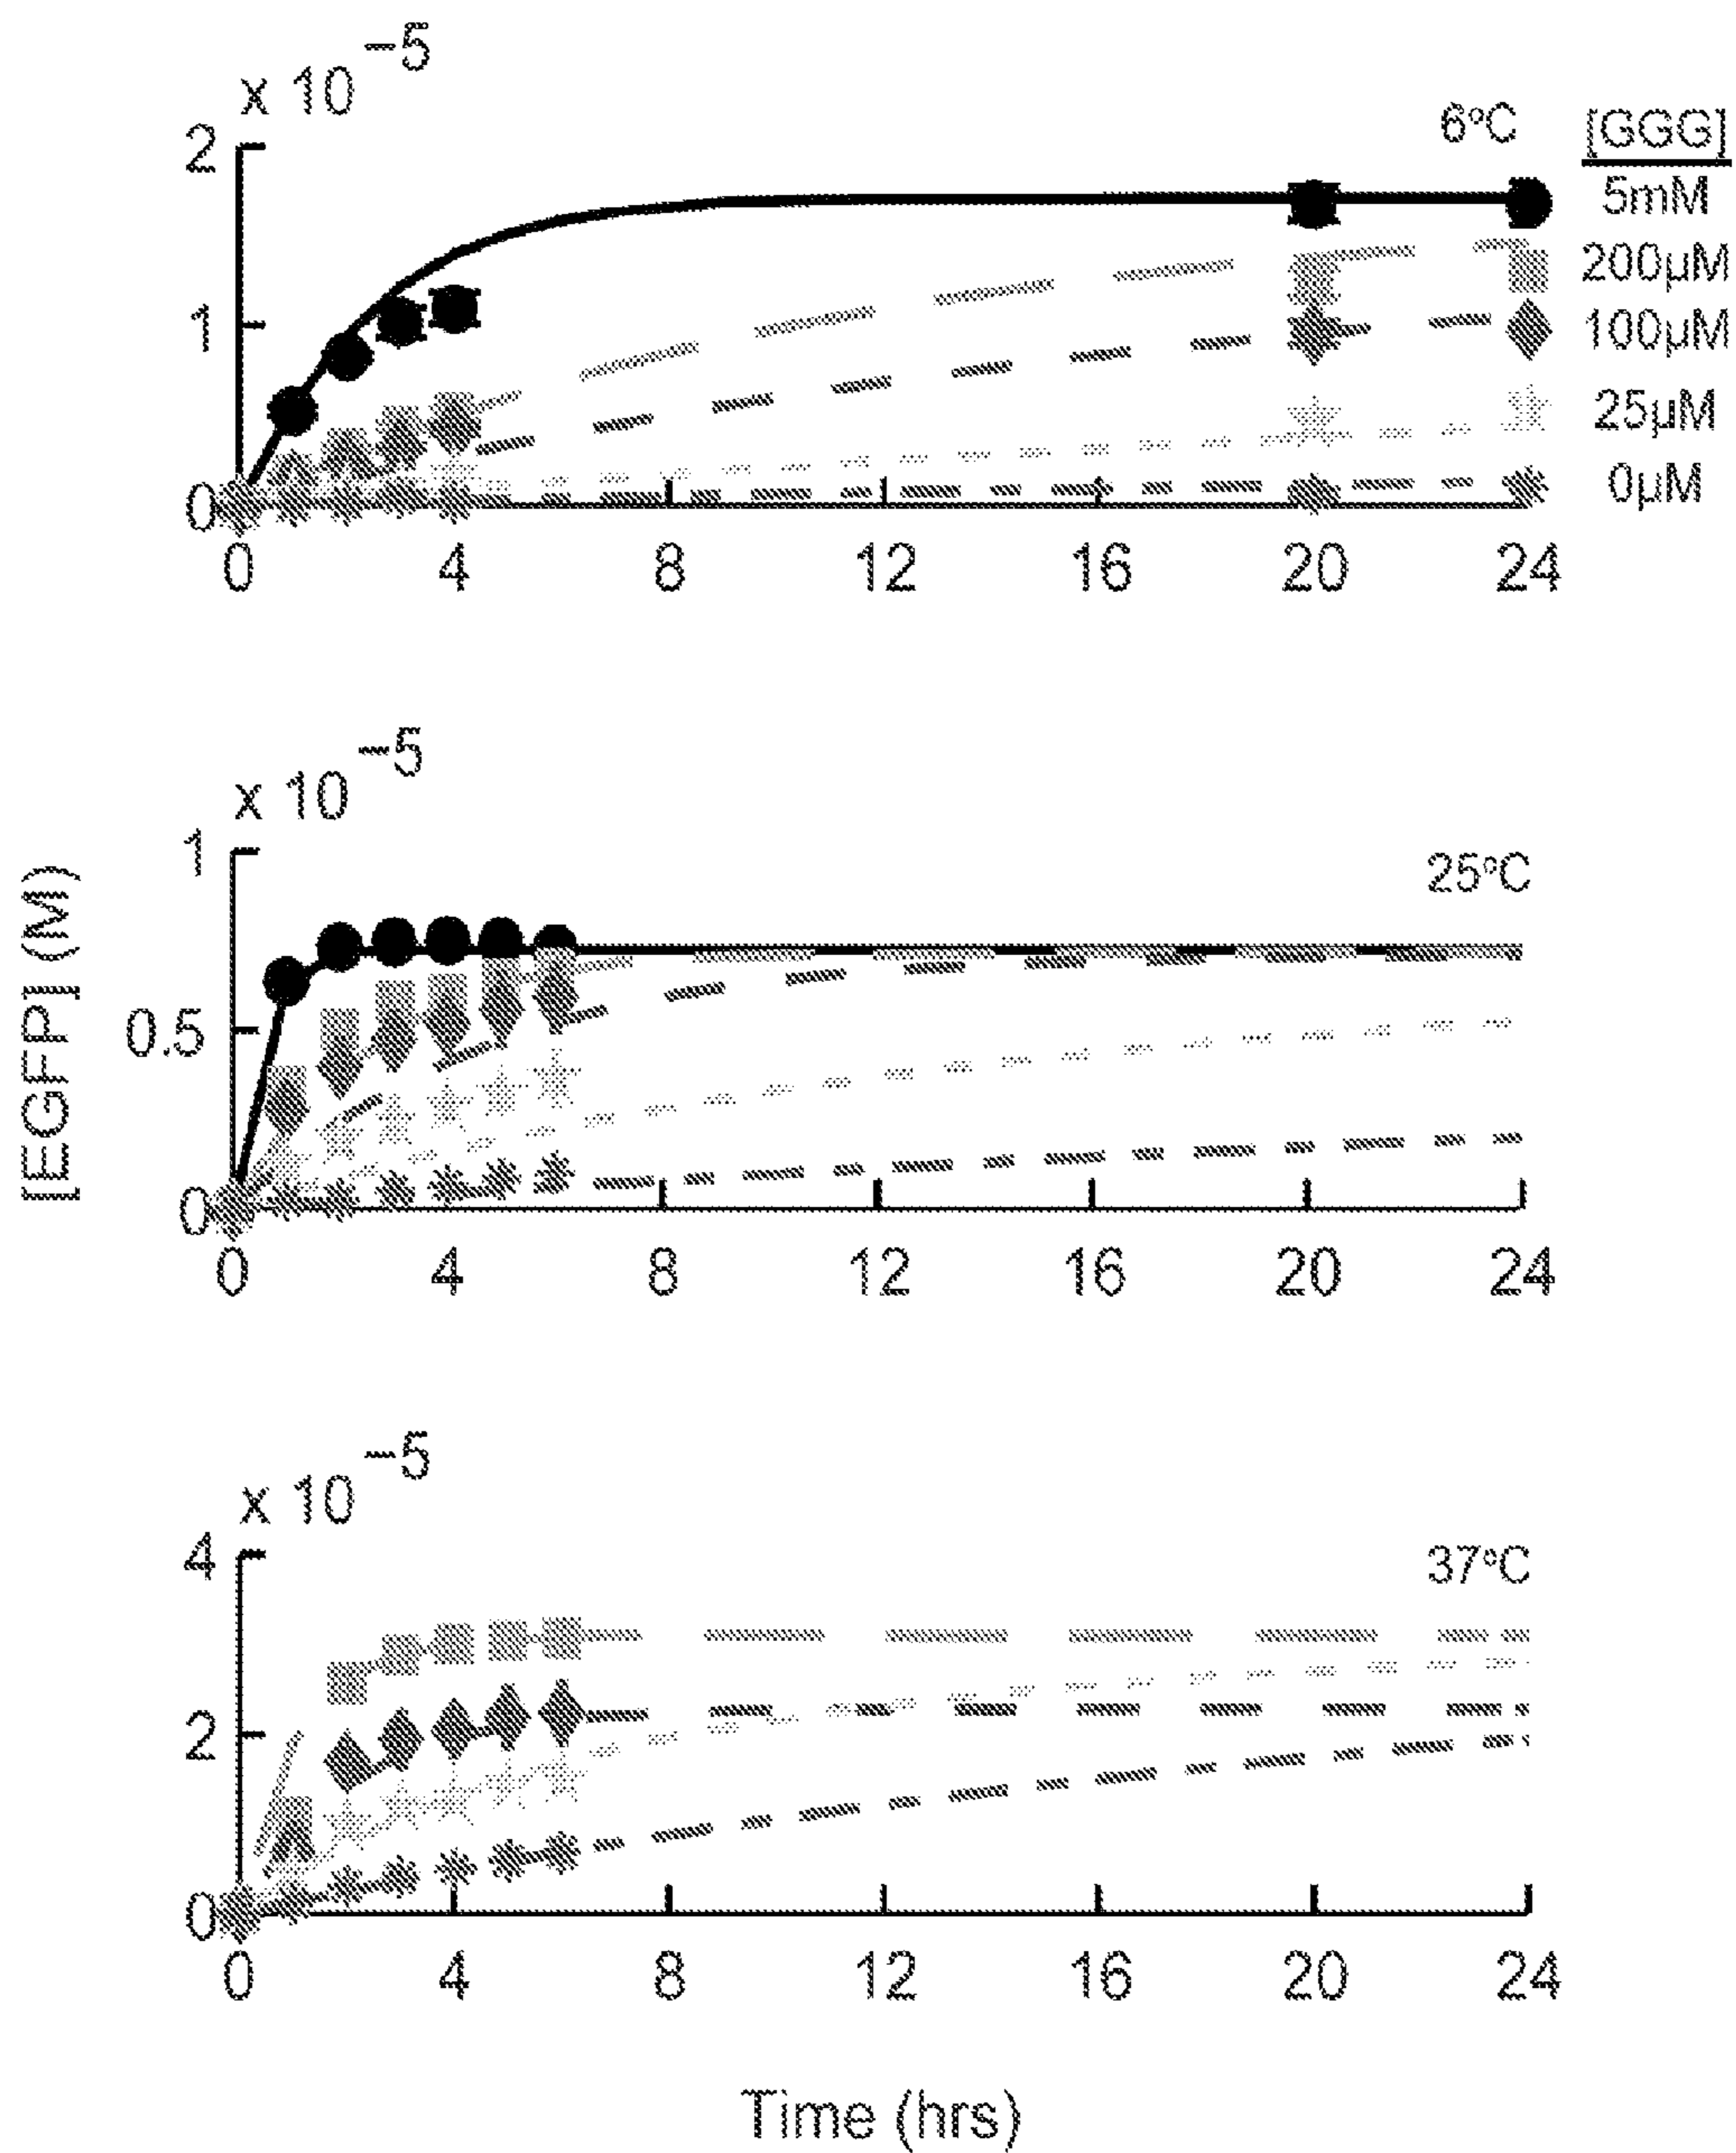 x 10 −5
6°C [GGG]
2
5mM
200µM
1
100µM
25µM
0µM
0
0 4 8 12 16 20 24
x 10 −5
1
25°C
0.5
0
0 4 8 12 16 20 24
[EGFP] (M)
x 10 −5
4
37°C
2
0
0 4 8 12 16 20 24
Time (hrs)